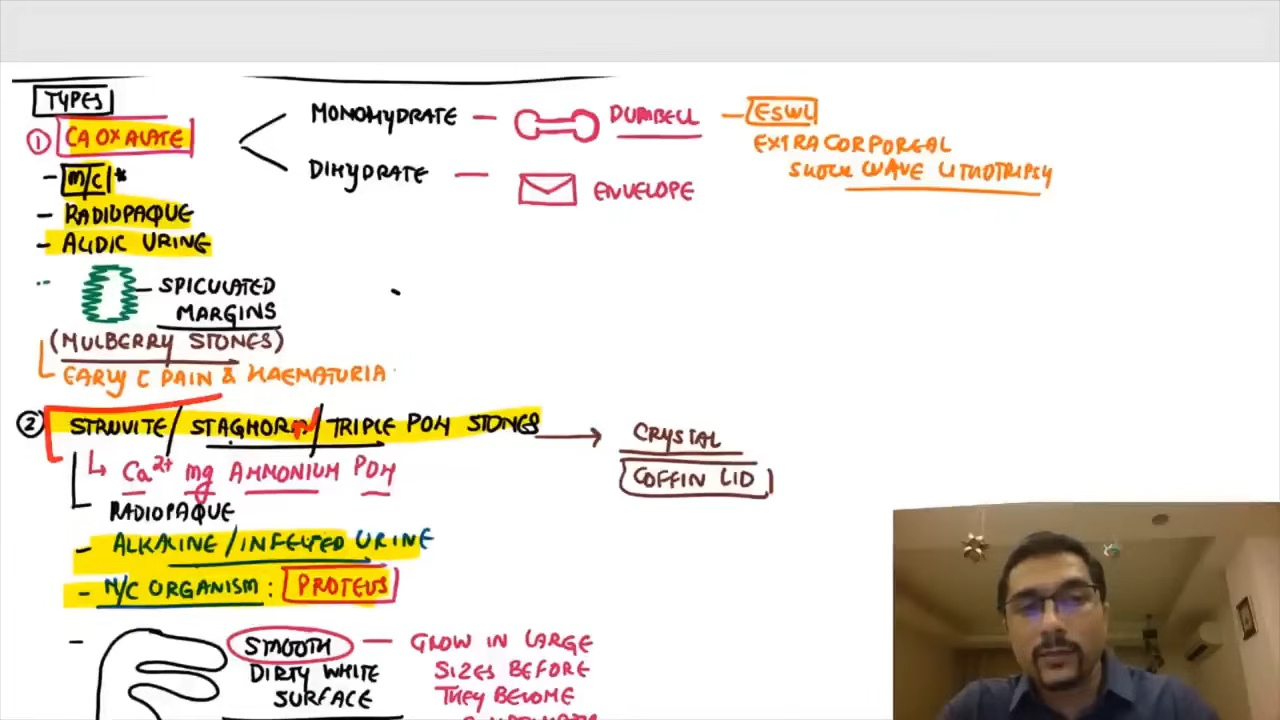 TYPES
① CA OXALATE
MONOHYDRATE — DUMBELL — ESWL
EXTRACORPOREAL
SHOCK WAVE LITHOTRIPSY
DIHYDRATE — ENVELOPE
- M/C *
- RADIOPAQUE
- ACIDIC URINE
SPICULATED
MARGINS
(MULBERRY STONES)
EARLY C PAIN & HAEMATURIA
② STRUVITE / STAGHORN / TRIPLE PO4 STONES → CRYSTAL
COFFIN LID
↳ Ca2+ mg AMMONIUM PO4
RADIOPAQUE
- ALKALINE / INFECTED URINE
- M/C ORGANISM : PROTEUS
- SMOOTH — GROW IN LARGE
DIRTY WHITE SIZES BEFORE
SURFACE THEY BECOME